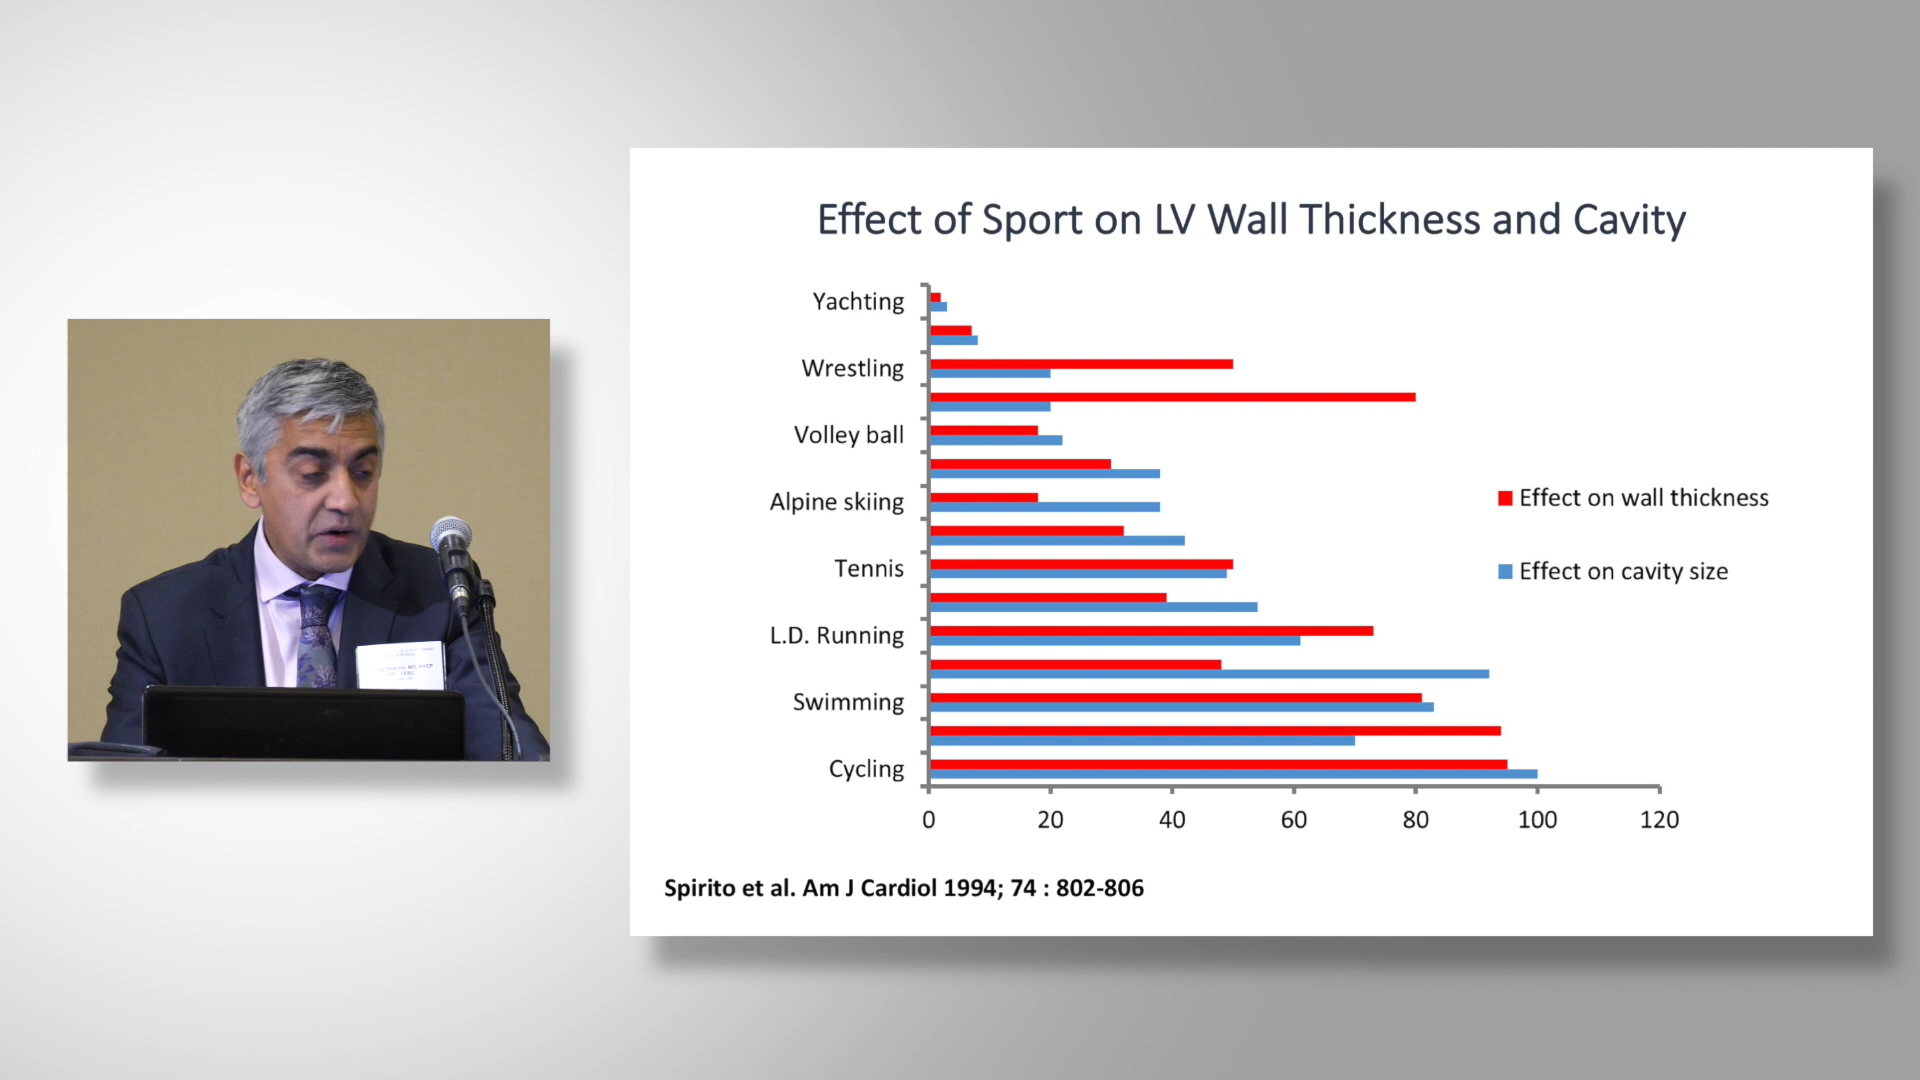 Effect of Sport on LV Wall Thickness and Cavity
Yachting
Wrestling
Volley ball
Alpine skiing
Tennis
L.D. Running
Swimming
Cycling
0 20 40 60 80 100 120
Effect on wall thickness
Effect on cavity size
Spirito et al. Am J Cardiol 1994; 74 : 802-806